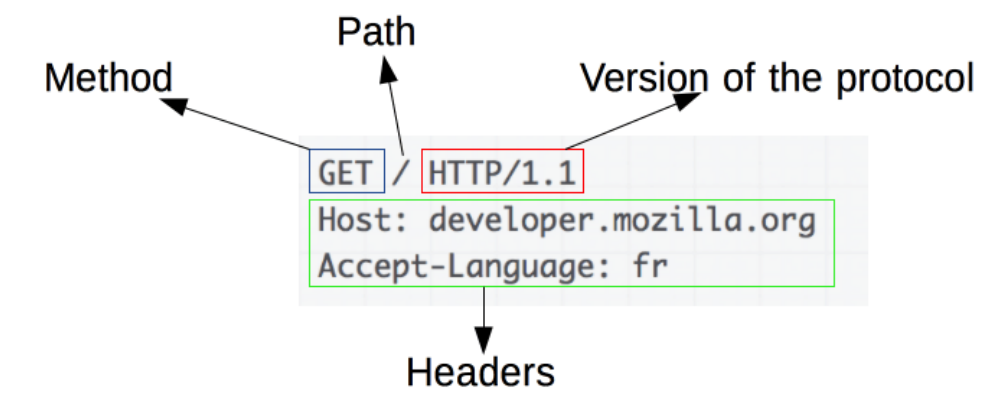 Path
Method
Version of the protocol
GET / HTTP/1.1
Host: developer.mozilla.org
Accept-Language: fr
Headers